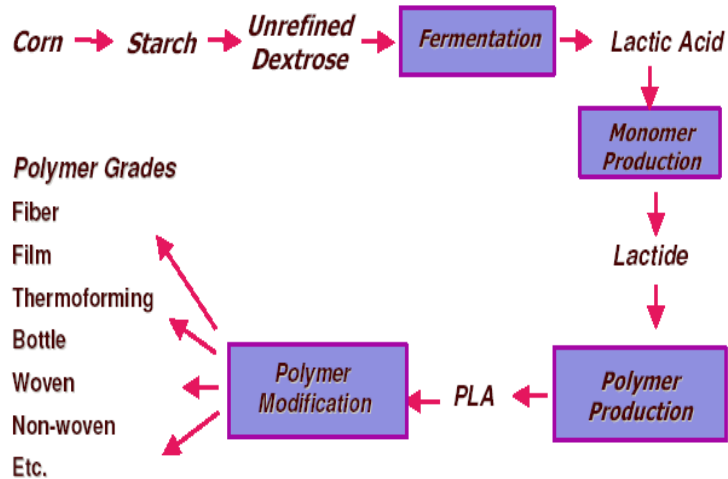 Corn
Starch
Unrefined
Dextrose
Fermentation
Lactic Acid
Monomer
Production
Lactide
Polymer
Production
PLA
Polymer
Modification
Polymer Grades
Fiber
Film
Thermoforming
Bottle
Woven
Non-woven
Etc.